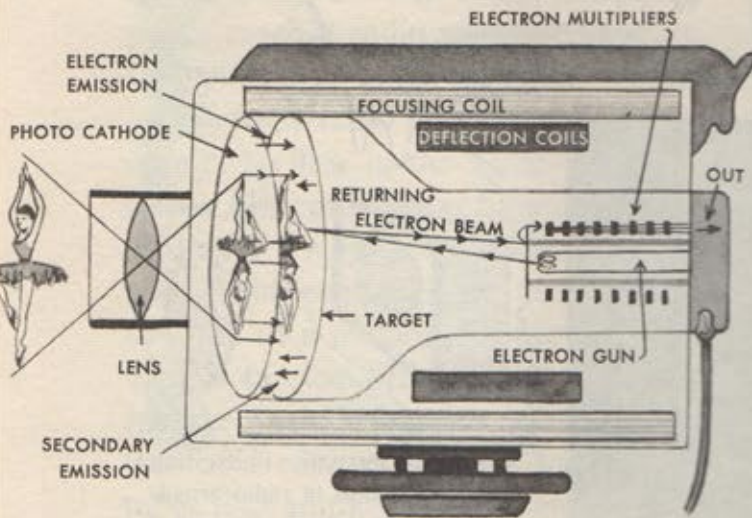 ELECTRON MULTIPLIERS
ELECTRON
EMISSION
PHOTO CATHODE
FOCUSING COIL
DEFLECTION COILS
OUT
RETURNING
ELECTRON BEAM
TARGET
LENS
ELECTRON GUN
SECONDARY
EMISSION